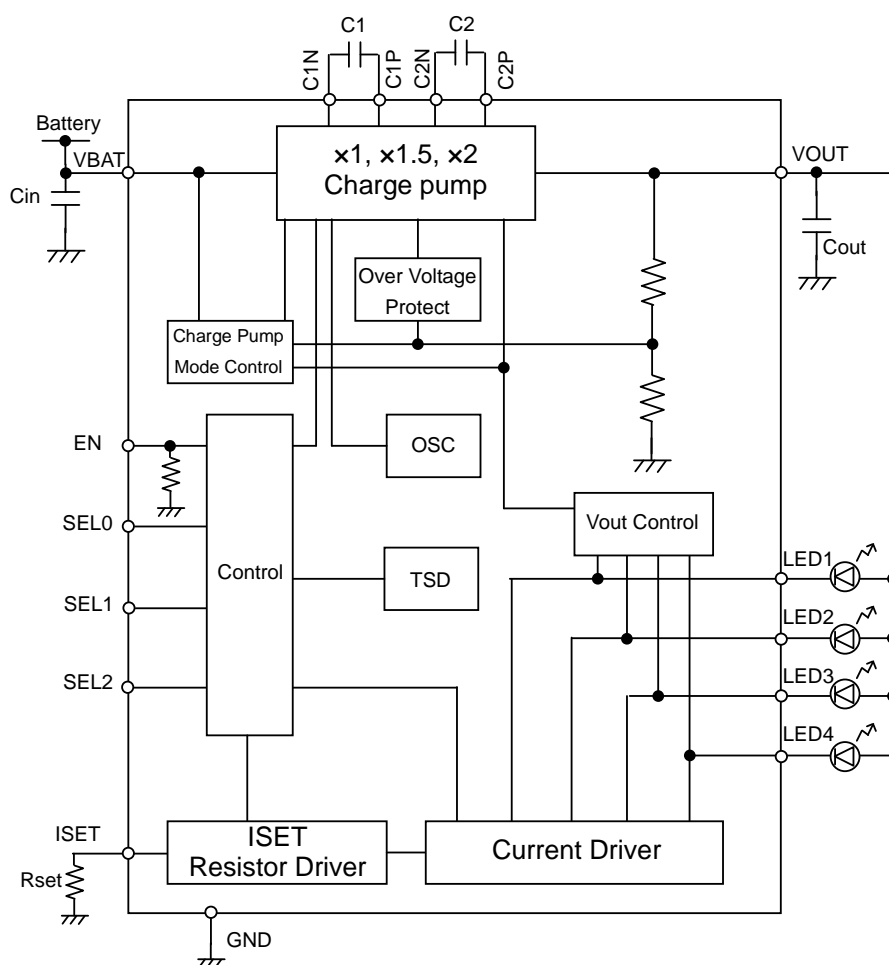 C1
C2
C1N
C1P
C2N
C2P
Battery
VBAT
×1, ×1.5, ×2
Charge pump
VOUT
Cin
Cout
Over Voltage
Protect
Charge Pump
Mode Control
EN
OSC
SEL0
Vout Control
Control
TSD
LED1
SEL1
LED2
SEL2
LED3
LED4
ISET
ISET
Resistor Driver
Current Driver
Rset
GND